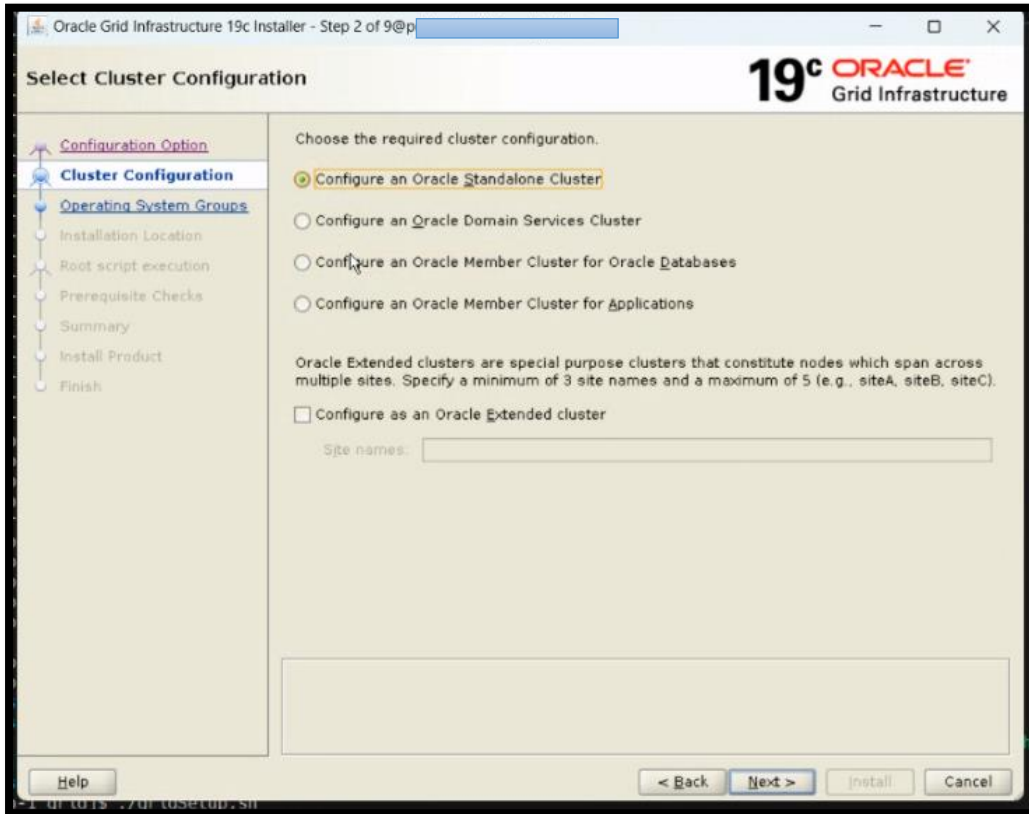 Oracle Grid Infrastructure 19c Installer - Step 2 of 9@p
Select Cluster Configuration
19c ORACLE
Grid Infrastructure
Configuration Option
Cluster Configuration
Operating System Groups
Installation Location
Root script execution
Prerequisite Checks
Summary
Install Product
Finish
Choose the required cluster configuration.
Configure an Oracle Standalone Cluster
Configure an Oracle Domain Services Cluster
Configure an Oracle Member Cluster for Oracle Databases
Configure an Oracle Member Cluster for Applications
Oracle Extended clusters are special purpose clusters that constitute nodes which span across
multiple sites. Specify a minimum of 3 site names and a maximum of 5 (e.g., siteA, siteB, siteC).
Configure as an Oracle Extended cluster
Site names:
Help
< Back
Next >
Install
Cancel
./gridSetup.sh